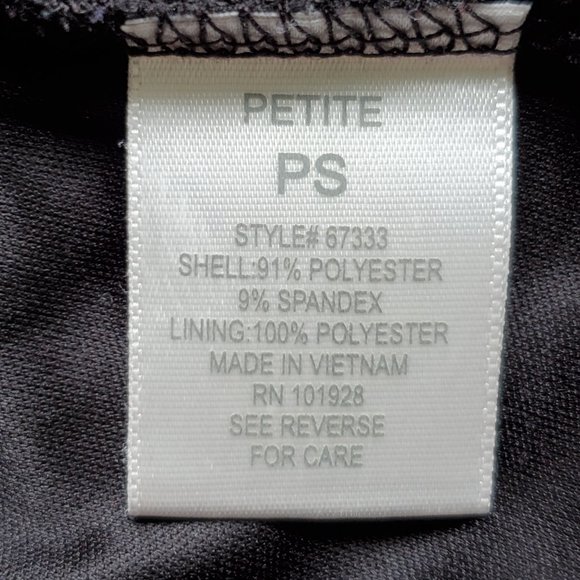 PETITE
PS
STYLE# 67333
SHELL:91% POLYESTER
9% SPANDEX
LINING:100% POLYESTER
MADE IN VIETNAM
RN 101928
SEE REVERSE
FOR CARE